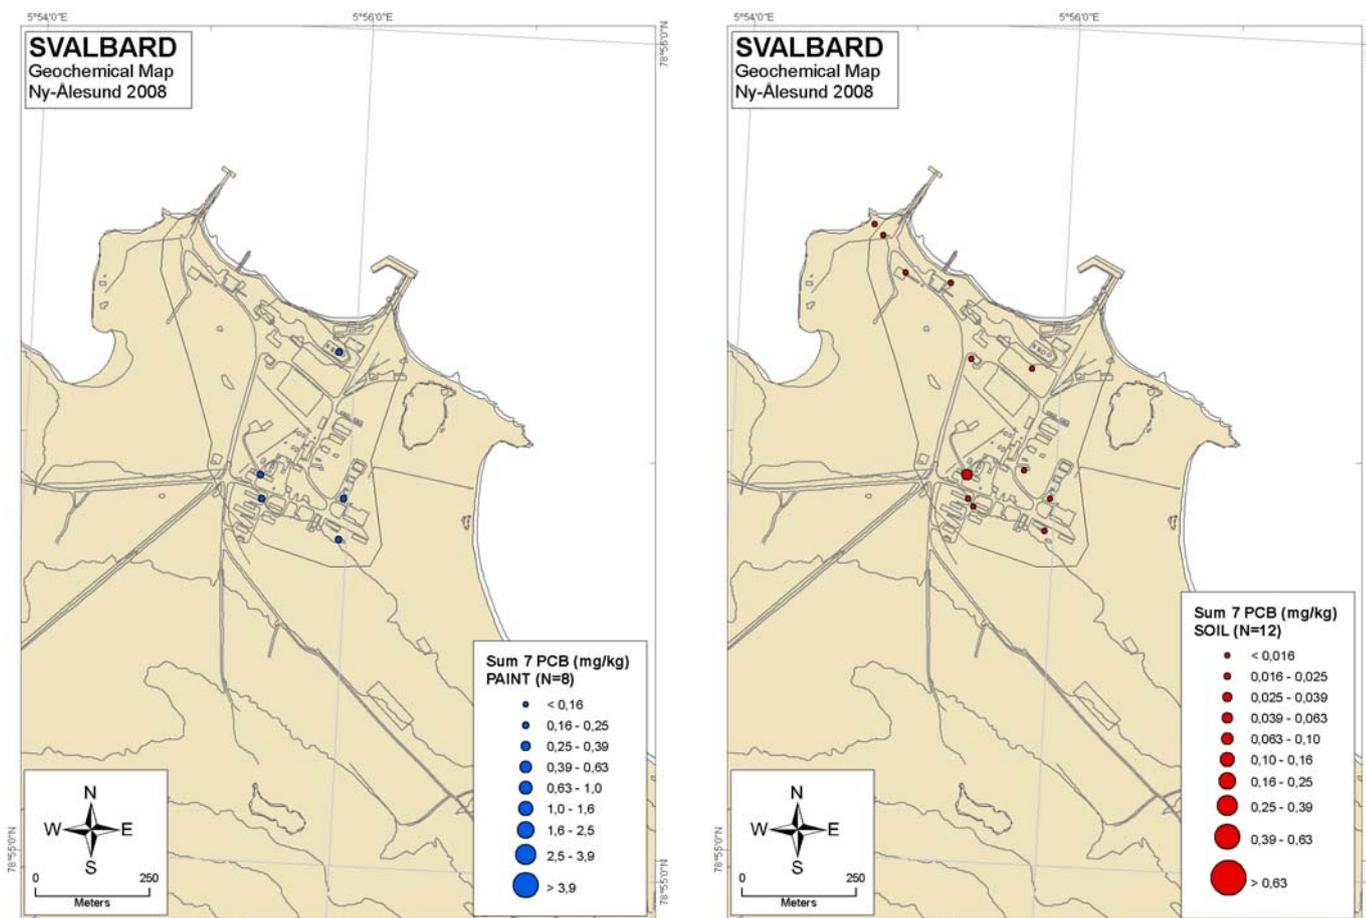 5°54'0"E
5°56'0"E
78°56'0"N
SVALBARD
Geochemical Map
Ny-Ålesund 2008
Sum 7 PCB (mg/kg)
PAINT (N=8)
< 0,16
0,16 - 0,25
0,25 - 0,39
0,39 - 0,63
0,63 - 1,0
1,0 - 1,6
1,6 - 2,5
2,5 - 3,9
> 3,9
N
W E
S
0 250
Meters
78°55'0"N
78°55'0"N
5°54'0"E
5°56'0"E
SVALBARD
Geochemical Map
Ny-Ålesund 2008
Sum 7 PCB (mg/kg)
SOIL (N=12)
< 0,016
0,016 - 0,025
0,025 - 0,039
0,039 - 0,063
0,063 - 0,10
0,10 - 0,16
0,16 - 0,25
0,25 - 0,39
0,39 - 0,63
> 0,63
N
W E
S
0 250
Meters
78°55'0"N